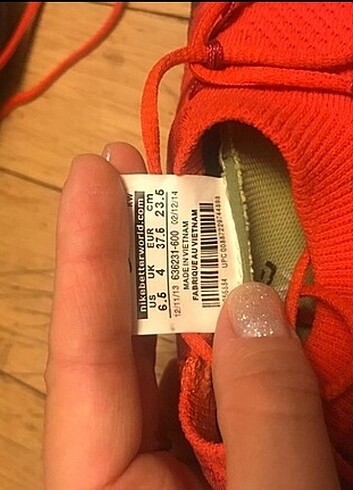 nikebetterworld.com
US UK EUR cm
6.5 4 37.5 23.5
12/11/13 636231-600 02/12/14
MADE IN VIETNAM
FABRIQUE AU VIETNAM